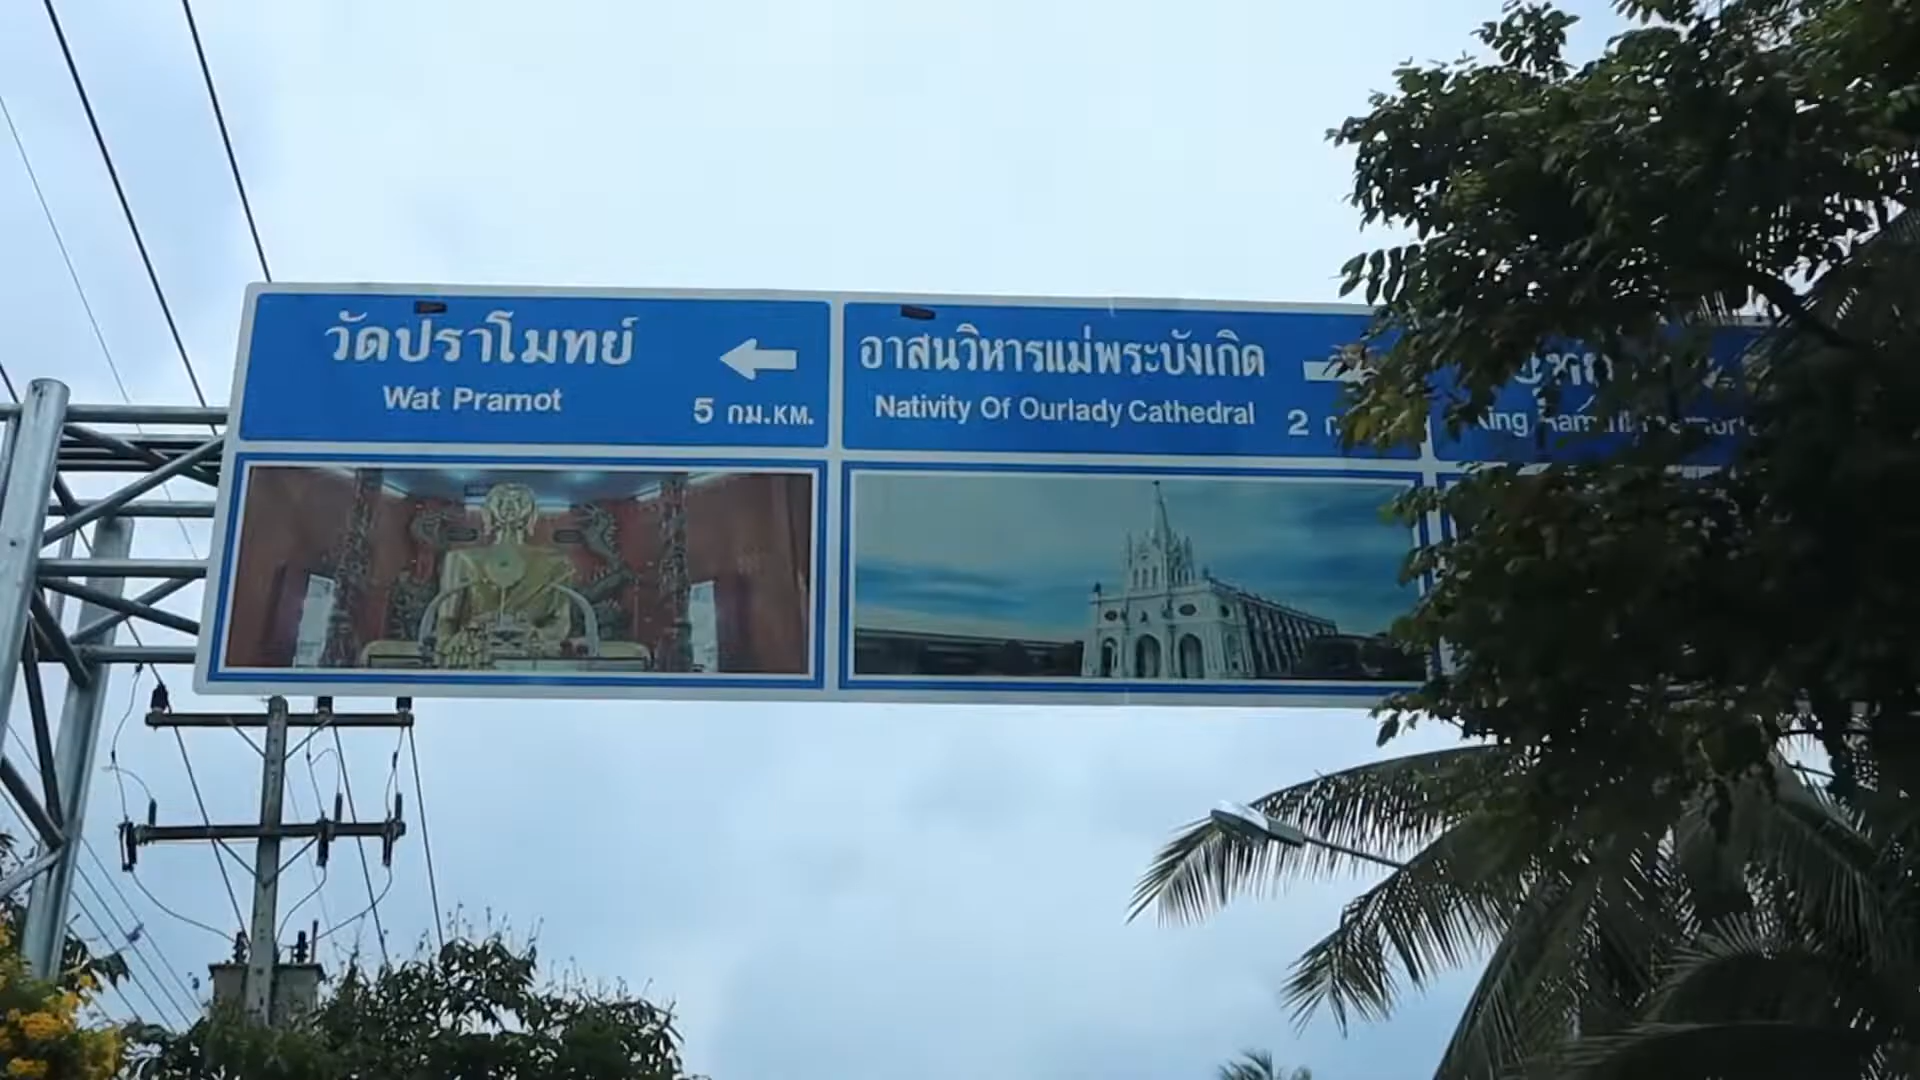 วัดปราโมทย์
Wat Pramot
5 กม.KM.
อาสนวิหารแม่พระบังเกิด
Nativity Of Ourlady Cathedral
2
King